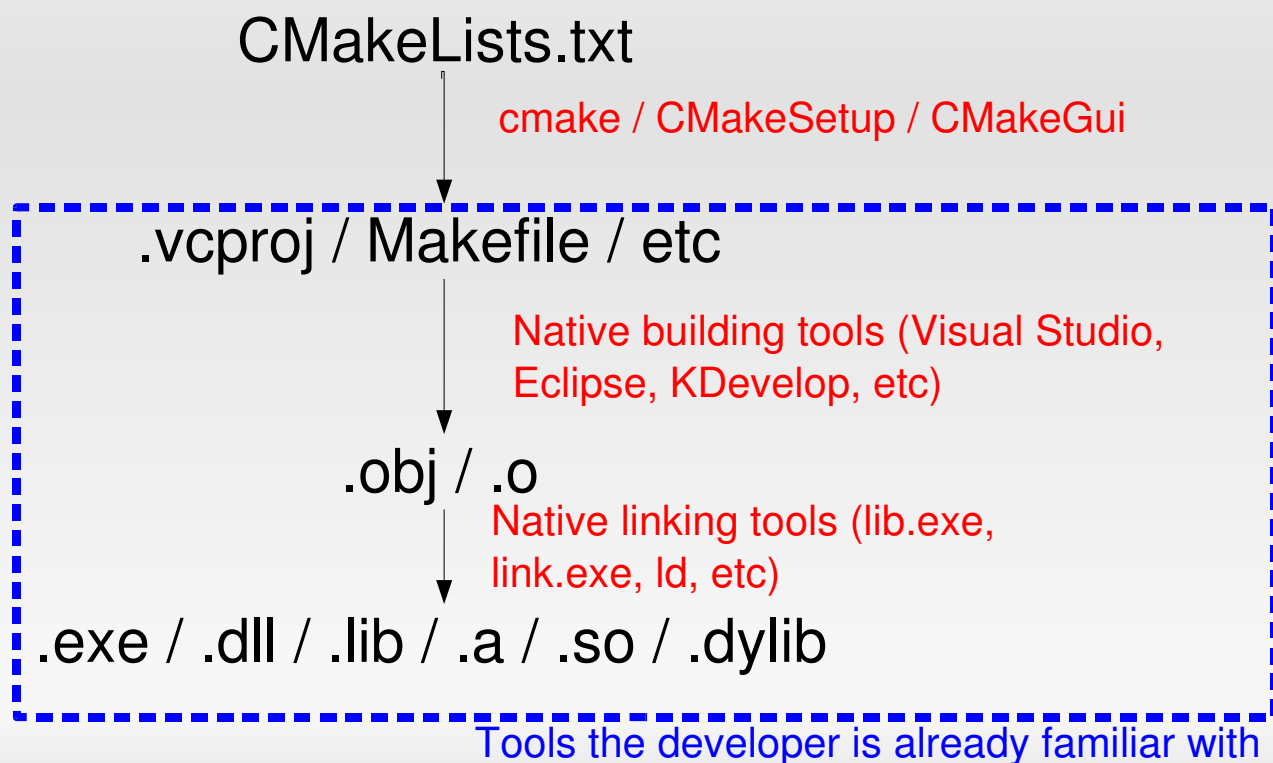 CMakeLists.txt
cmake / CMakeSetup / CMakeGui
.vcproj / Makefile / etc
Native building tools (Visual Studio,
Eclipse, KDevelop, etc)
.obj / .o
Native linking tools (lib.exe,
link.exe, ld, etc)
.exe / .dll / .lib / .a / .so / .dylib
Tools the developer is already familiar with